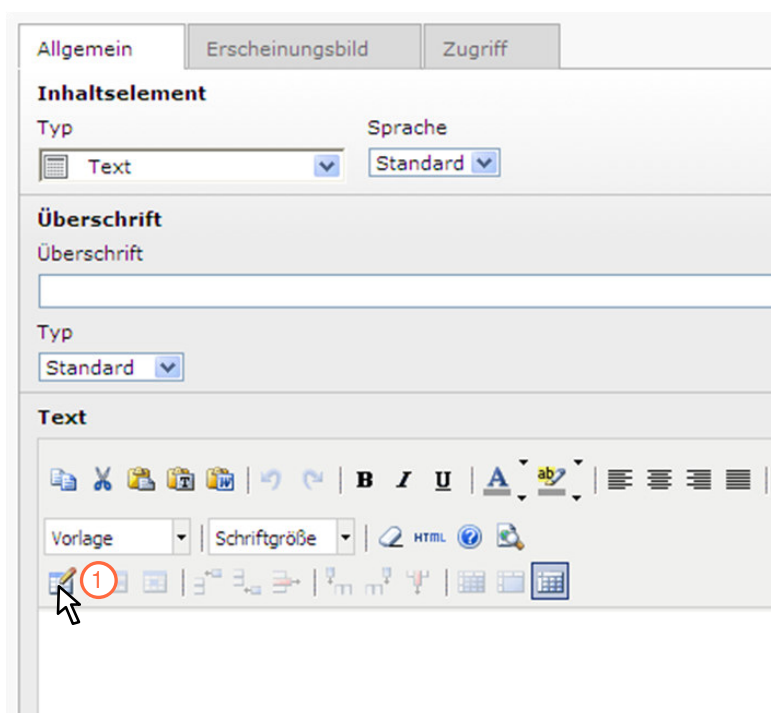 Allgemein Erscheinungsbild Zugriff
Inhaltselement
Typ Sprache
Text Standard
Überschrift
Überschrift
Typ
Standard
Text
B I U A ab
Vorlage Schriftgröße HTML ?
1